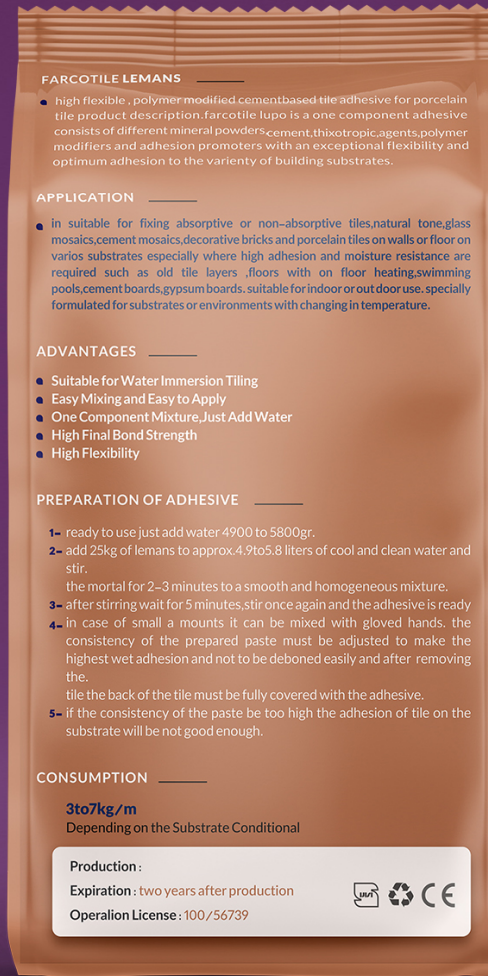 FARCOTILE LEMANS
high flexible , polymer modified cementbased tile adhesive for porcelain
tile product description.farcotile lupo is a one component adhesive
consists of different mineral powders,cement,thixotropic,agents,polymer
modifiers and adhesion promoters with an exceptional flexibility and
optimum adhesion to the varienty of building substrates.
APPLICATION
in suitable for fixing absorptive or non-absorptive tiles,natural tone,glass
mosaics,cement mosaics,decorative bricks and porcelain tiles on walls or floor on
varios substrates especially where high adhesion and moisture resistance are
required such as old tile layers ,floors with on floor heating,swimming
pools,cement boards,gypsum boards. suitable for indoor or out door use. specially
formulated for substrates or environments with changing in temperature.
ADVANTAGES
Suitable for Water Immersion Tiling
Easy Mixing and Easy to Apply
One Component Mixture,Just Add Water
High Final Bond Strength
High Flexibility
PREPARATION OF ADHESIVE
1- ready to use just add water 4900 to 5800gr.
2- add 25kg of lemans to approx.4.9to5.8 liters of cool and clean water and
stir.
the mortal for 2-3 minutes to a smooth and homogeneous mixture.
3- after stirring wait for 5 minutes,stir once again and the adhesive is ready
4- in case of small a mounts it can be mixed with gloved hands. the
consistency of the prepared paste must be adjusted to make the
highest wet adhesion and not to be deboned easily and after removing
the.
tile the back of the tile must be fully covered with the adhesive.
5- if the consistency of the paste be too high the adhesion of tile on the
substrate will be not good enough.
CONSUMPTION
3to7kg/m
Depending on the Substrate Conditional
Production :
Expiration : two years after production
Operalion License : 100/56739
CE